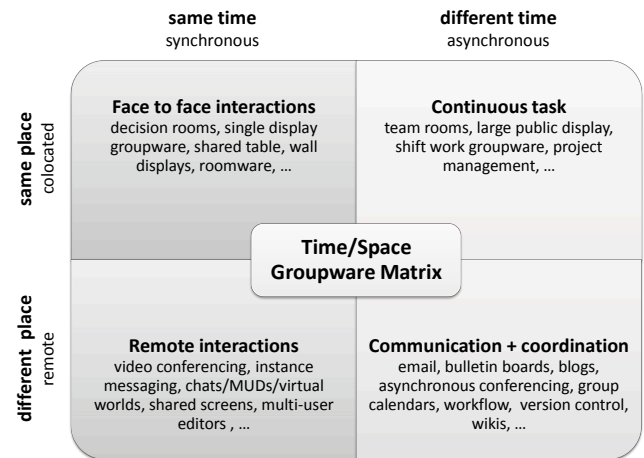 same time
synchronous
different time
asynchronous
same place
colocated
Face to face interactions
decision rooms, single display
groupware, shared table, wall
displays, roomware, ...
Continuous task
team rooms, large public display,
shift work groupware, project
management, ...
Time/Space
Groupware Matrix
different place
remote
Remote interactions
video conferencing, instance
messaging, chats/MUDs/virtual
worlds, shared screens, multi-user
editors , ...
Communication + coordination
email, bulletin boards, blogs,
asynchronous conferencing, group
calendars, workflow, version control,
wikis, ...